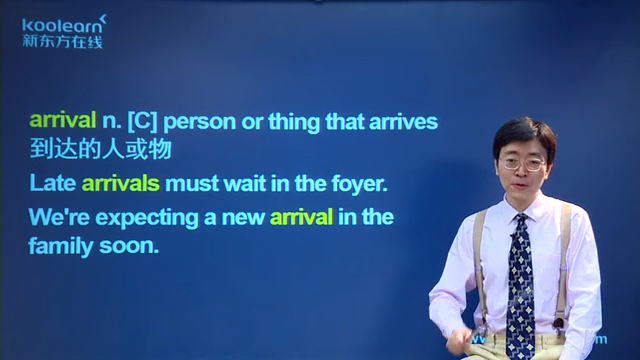 koolearn
新东方在线
arrival n. [C] person or thing that arrives
到达的人或物
Late arrivals must wait in the foyer.
We're expecting a new arrival in the
family soon.